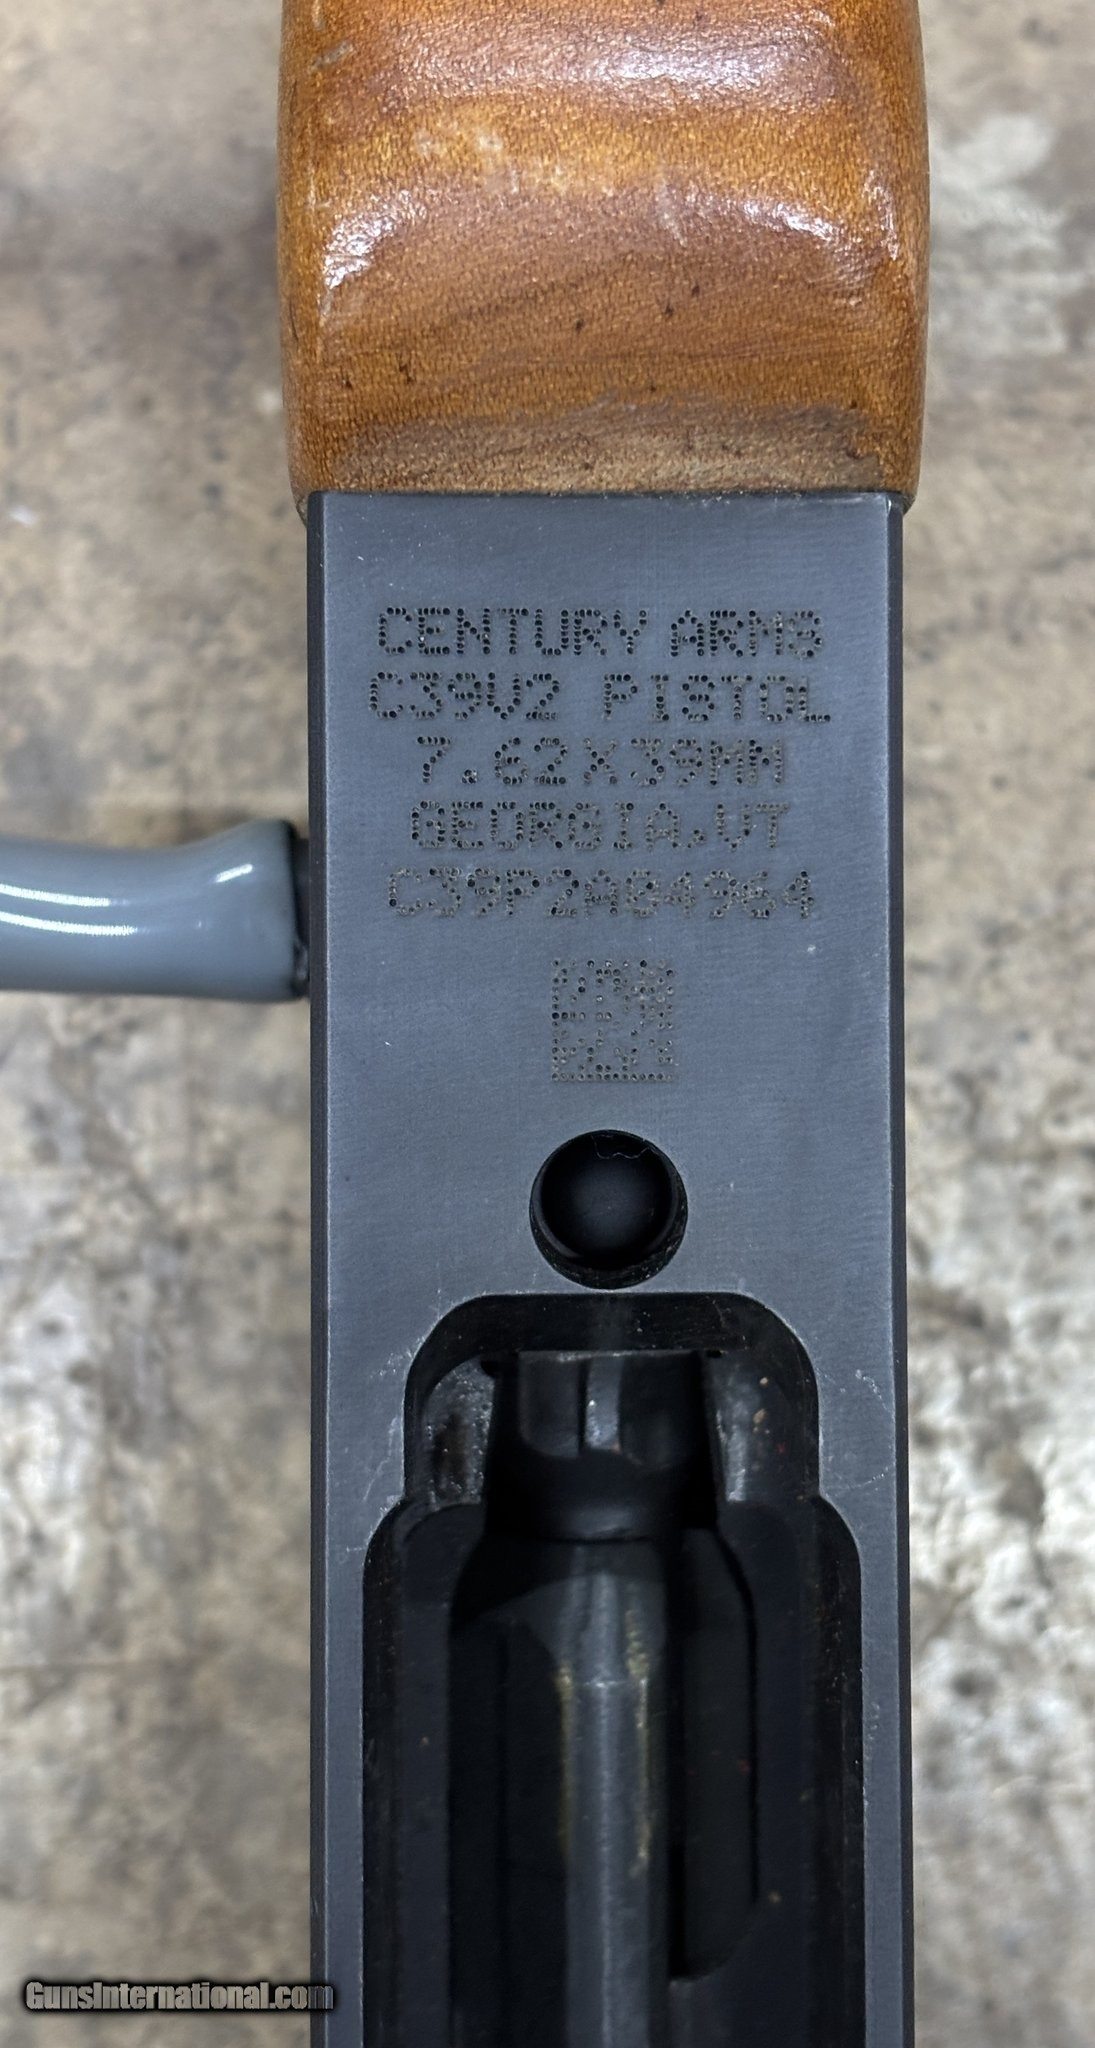 CENTURY ARMS
C39V2 PISTOL
7.62X39MM
GEORGIA.VT
C39P2A04964
GunsInternational.com